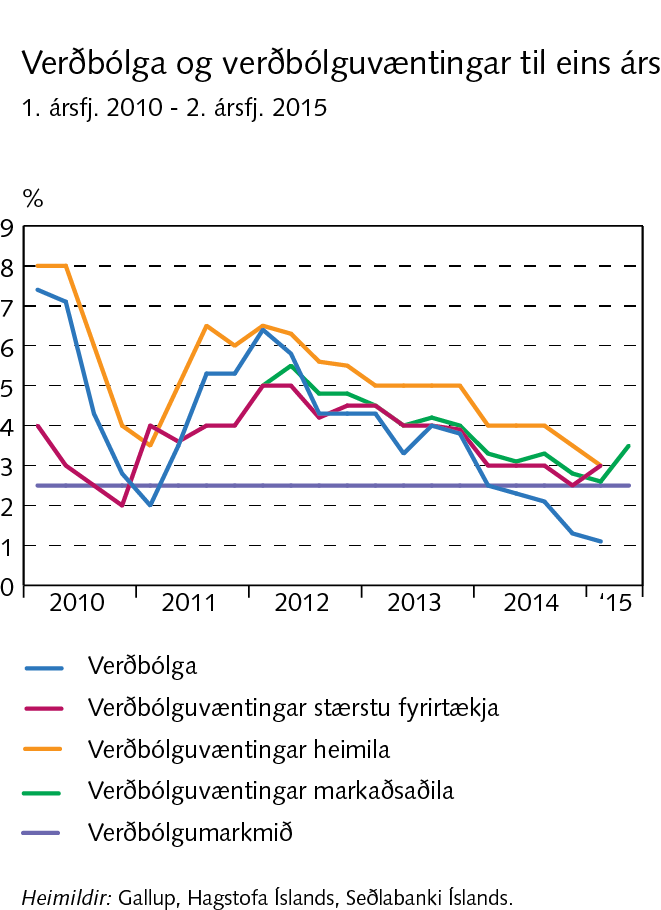 Verðbólga og verðbólguvæntingar til eins árs
1. ársfj. 2010 - 2. ársfj. 2015
%
9
8
7
6
5
4
3
2
1
0
2010 2011 2012 2013 2014 ‘15
Verðbólga
Verðbólguvæntingar stærstu fyrirtækja
Verðbólguvæntingar heimila
Verðbólguvæntingar markaðsaðila
Verðbólgumarkmið
Heimildir: Gallup, Hagstofa Íslands, Seðlabanki Íslands.